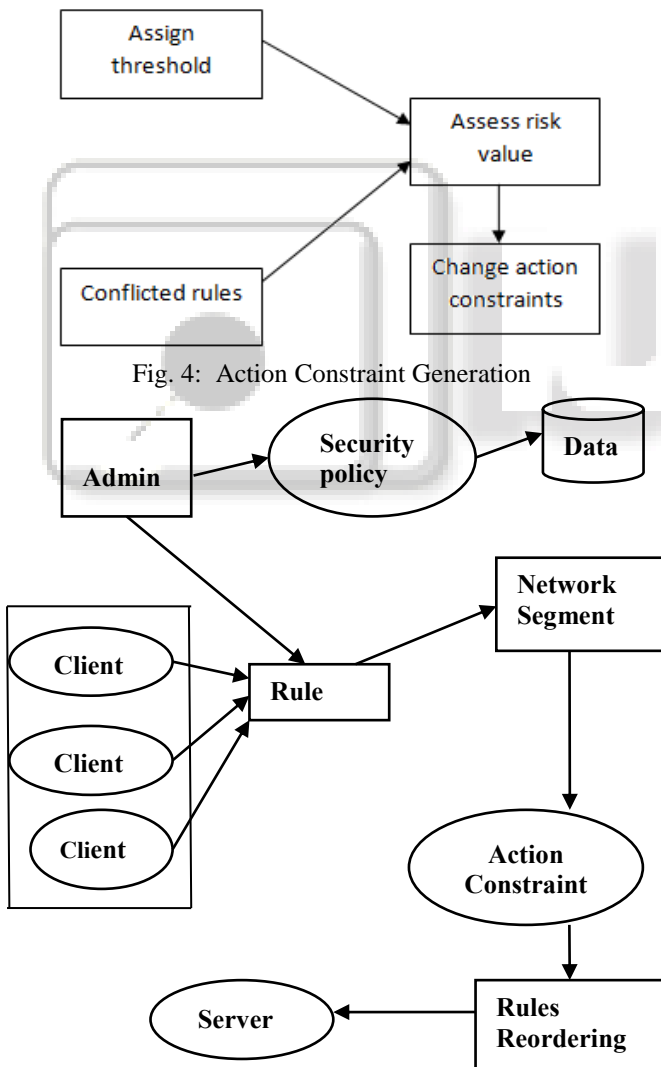 Assign
threshold
Assess risk
value
Conflicted rules
Change action
constraints
Fig. 4: Action Constraint Generation
Admin
Security
policy
Data
Network
Segment
Client
Rule
Client
Client
Action
Constraint
Server
Rules
Reordering